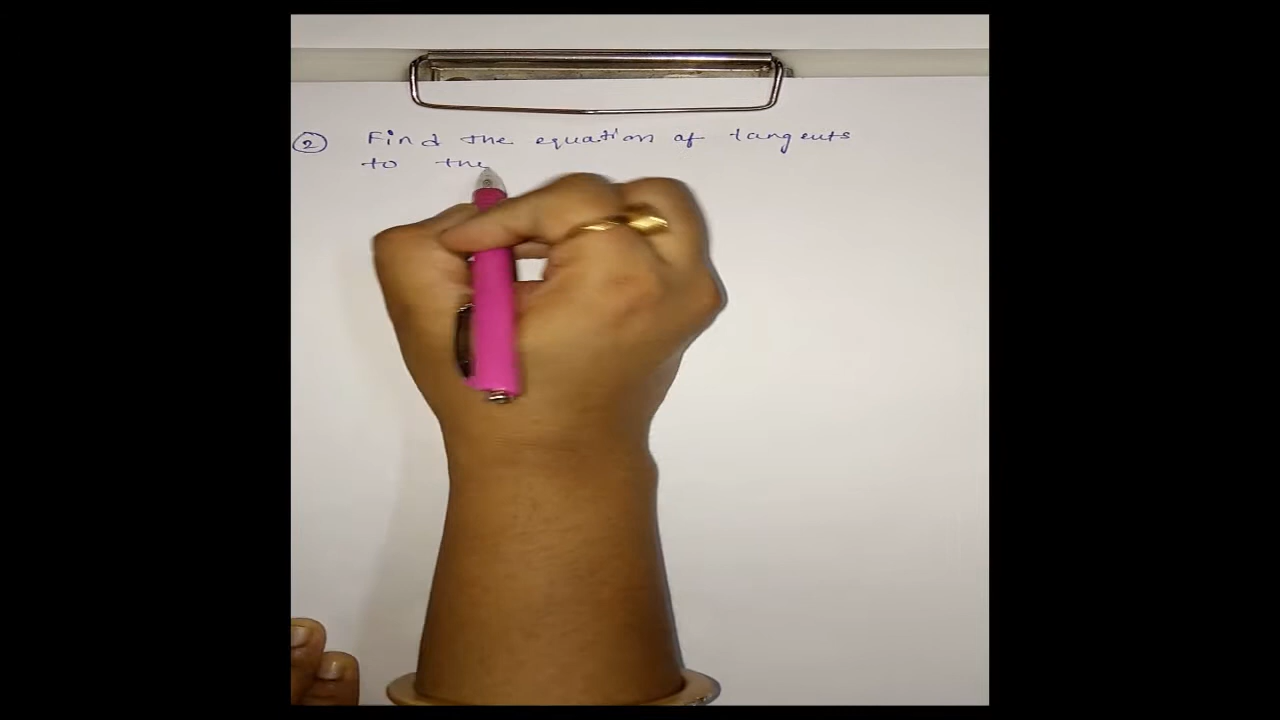 ② Find the equation of tangents
to the